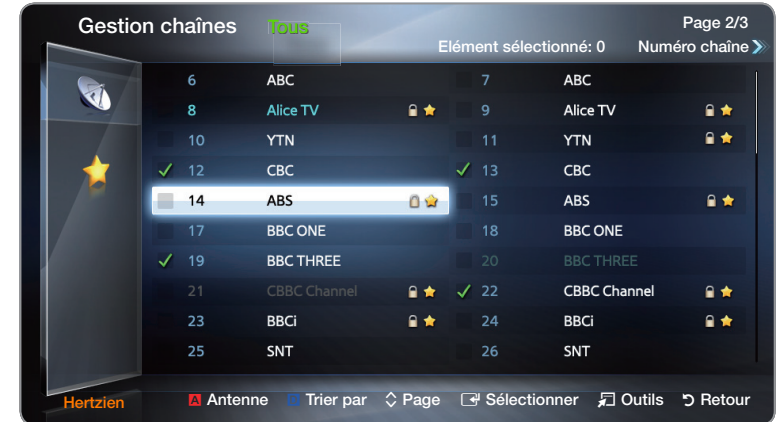 Gestion chaînes Tous Page 2/3
Elément sélectionné: 0 Numéro chaîne
6 ABC 7 ABC
8 Alice TV 9 Alice TV
10 YTN 11 YTN
12 CBC 13 CBC
14 ABS 15 ABS
17 BBC ONE 18 BBC ONE
19 BBC THREE 20 BBC THREE
21 CBBC Channel 22 CBBC Channel
23 BBCi 24 BBCi
25 SNT 26 SNT
Hertzien A Antenne Trier par Page Sélectionner Outils Retour